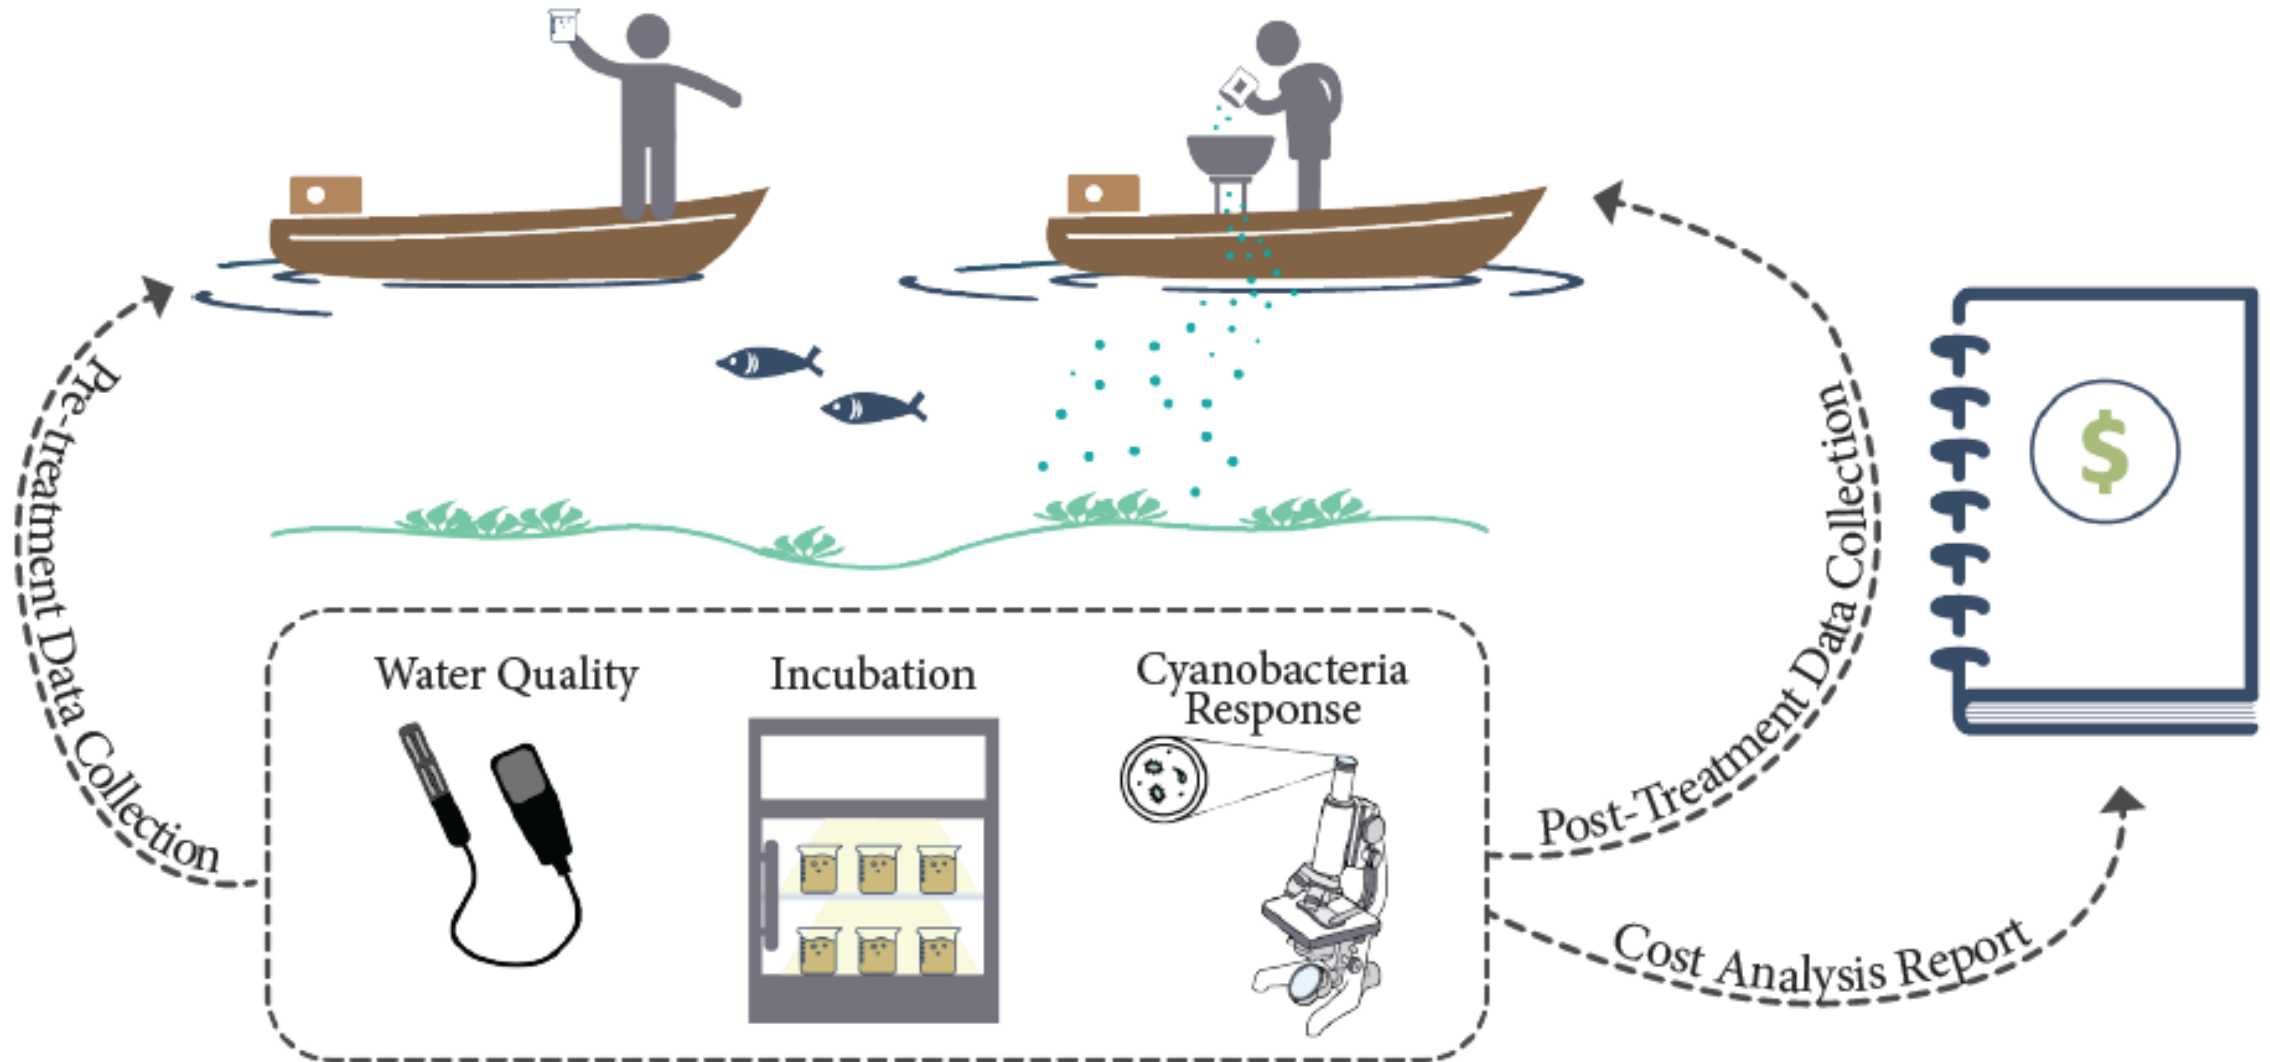 Pre-treatment Data Collection
Water Quality
Incubation
Cyanobacteria
Response
Post-Treatment Data Collection
Cost Analysis Report
$